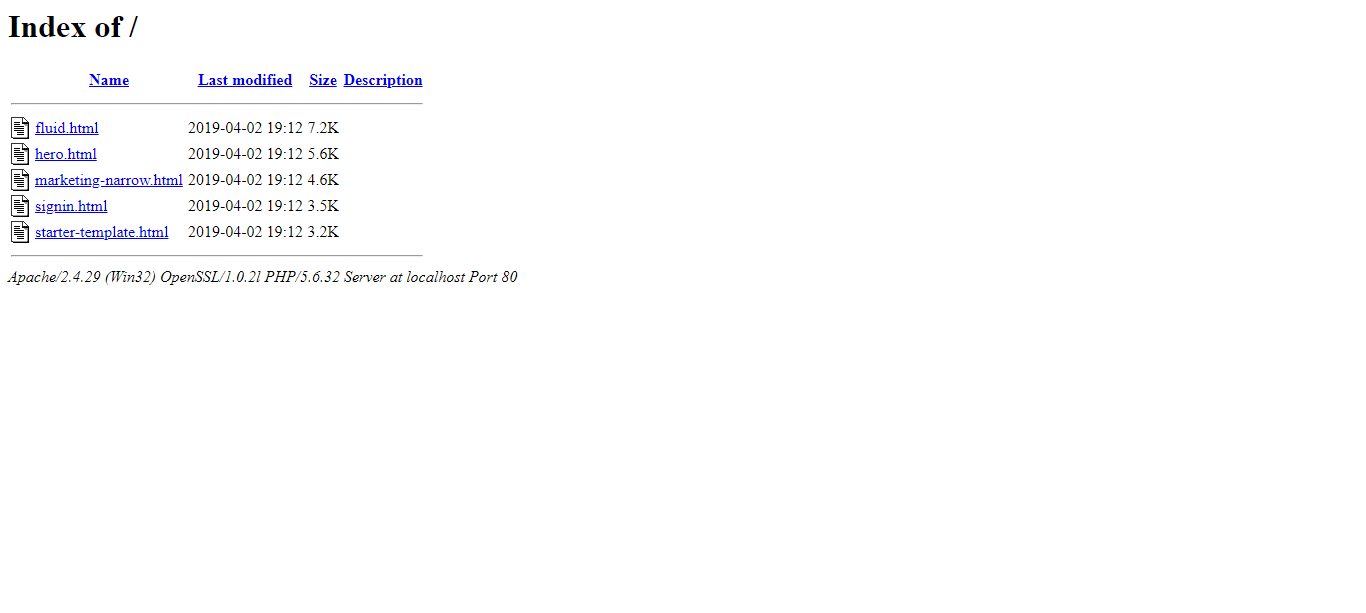 Index of /
Name Last modified Size Description
fluid.html 2019-04-02 19:12 7.2K
hero.html 2019-04-02 19:12 5.6K
marketing-narrow.html 2019-04-02 19:12 4.6K
signin.html 2019-04-02 19:12 3.5K
starter-template.html 2019-04-02 19:12 3.2K
Apache/2.4.29 (Win32) OpenSSL/1.0.2l PHP/5.6.32 Server at localhost Port 80